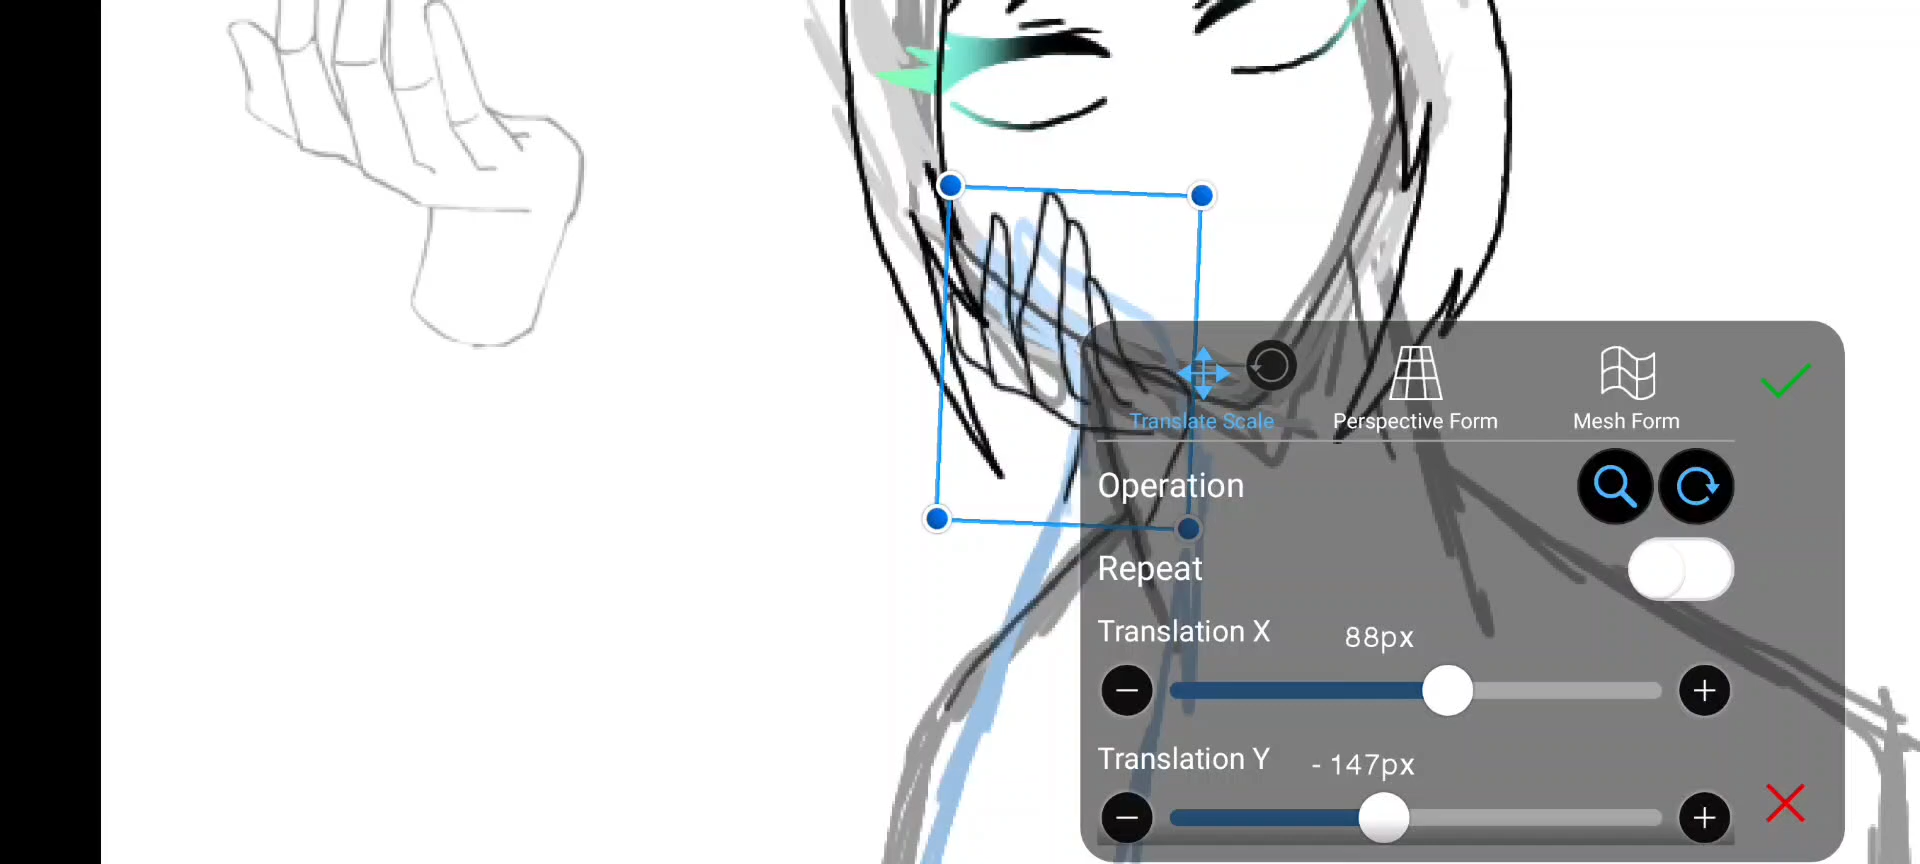 Translate Scale
Perspective Form
Mesh Form
Operation
Repeat
Translation X 88px
Translation Y - 147px